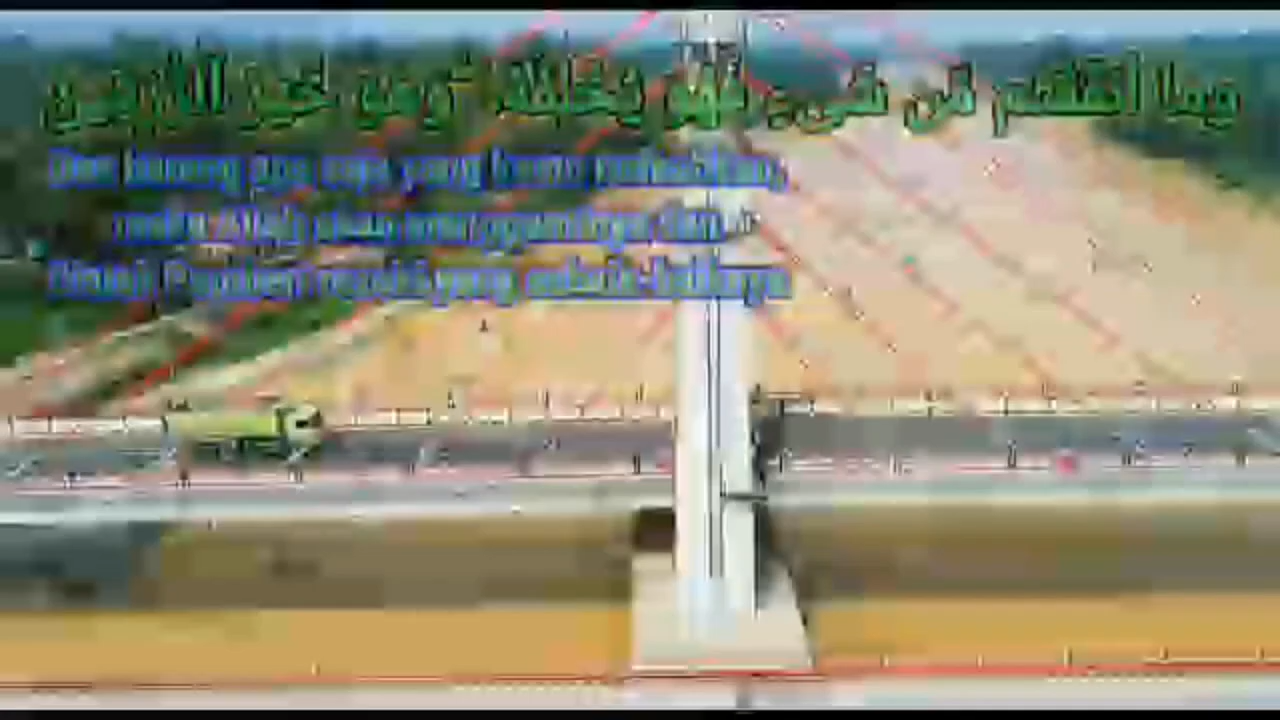 وما أنفقتم من شيء فهو يخلفه وهو خير الرازقين
Dan barang apa saja yang kamu nafkahkan,
maka Allah akan menggantinya dan
Dialah Pemberi rezeki yang sebaik-baiknya